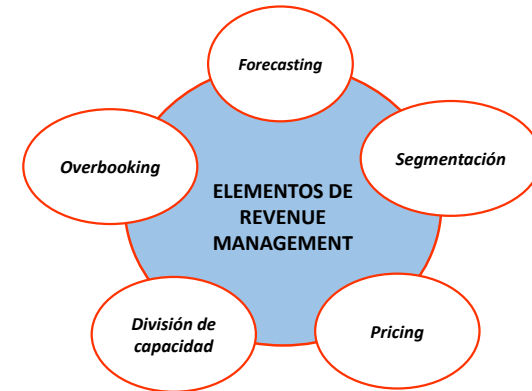 Forecasting
Overbooking
Segmentación
ELEMENTOS DE
REVENUE
MANAGEMENT
División de
capacidad
Pricing